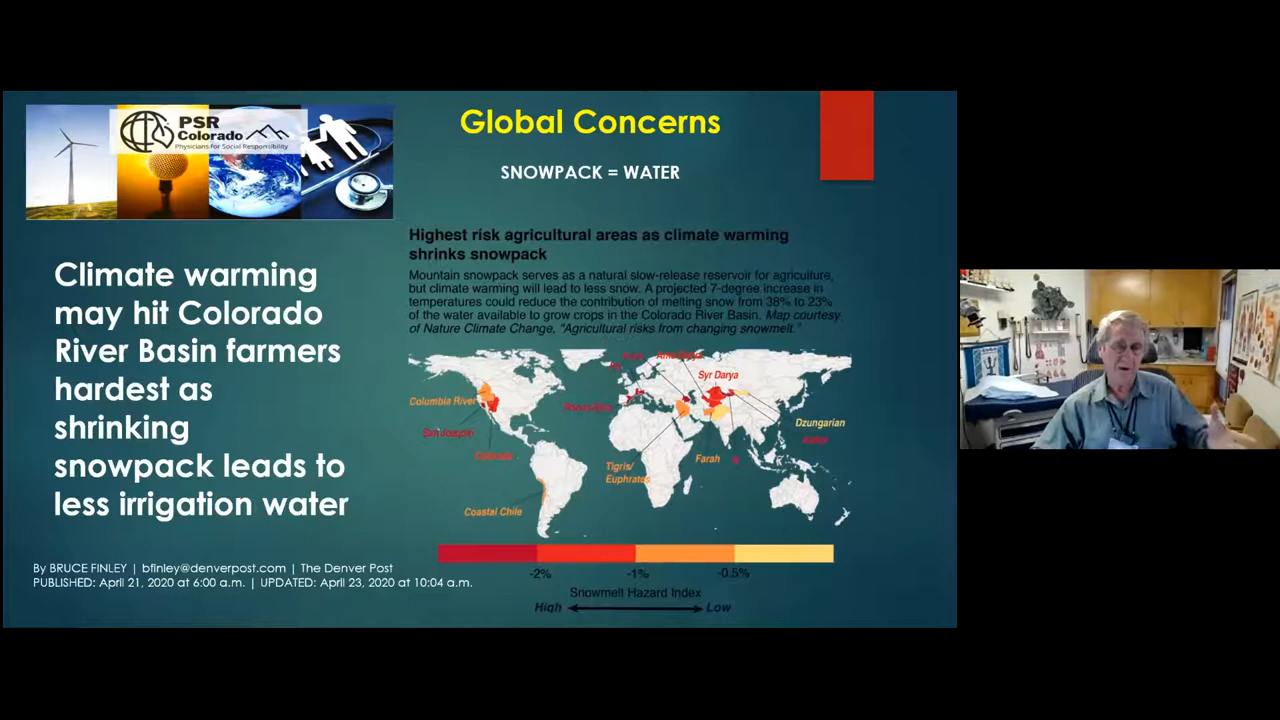 PSR
Colorado
Physicians for Social Responsibility
Global Concerns
SNOWPACK = WATER
Climate warming
may hit Colorado
River Basin farmers
hardest as
shrinking
snowpack leads to
less irrigation water
By BRUCE FINLEY | bfinley@denverpost.com | The Denver Post
PUBLISHED: April 21, 2020 at 6:00 a.m. | UPDATED: April 23, 2020 at 10:04 a.m.
Highest risk agricultural areas as climate warming
shrinks snowpack
Mountain snowpack serves as a natural slow-release reservoir for agriculture,
but climate warming will lead to less snow. A projected 7-degree increase in
temperatures could reduce the contribution of melting snow from 38% to 23%
of the water available to grow crops in the Colorado River Basin. Map courtesy
of Nature Climate Change, “Agricultural risks from changing snowmelt.”
Syr Darya
Columbia River
San Joaquin
Colorado
Coastal Chile
Tigris/
Euphrates
Farah
Dzungarian
-2%
-1%
-0.5%
Snowmelt Hazard Index
High
Low